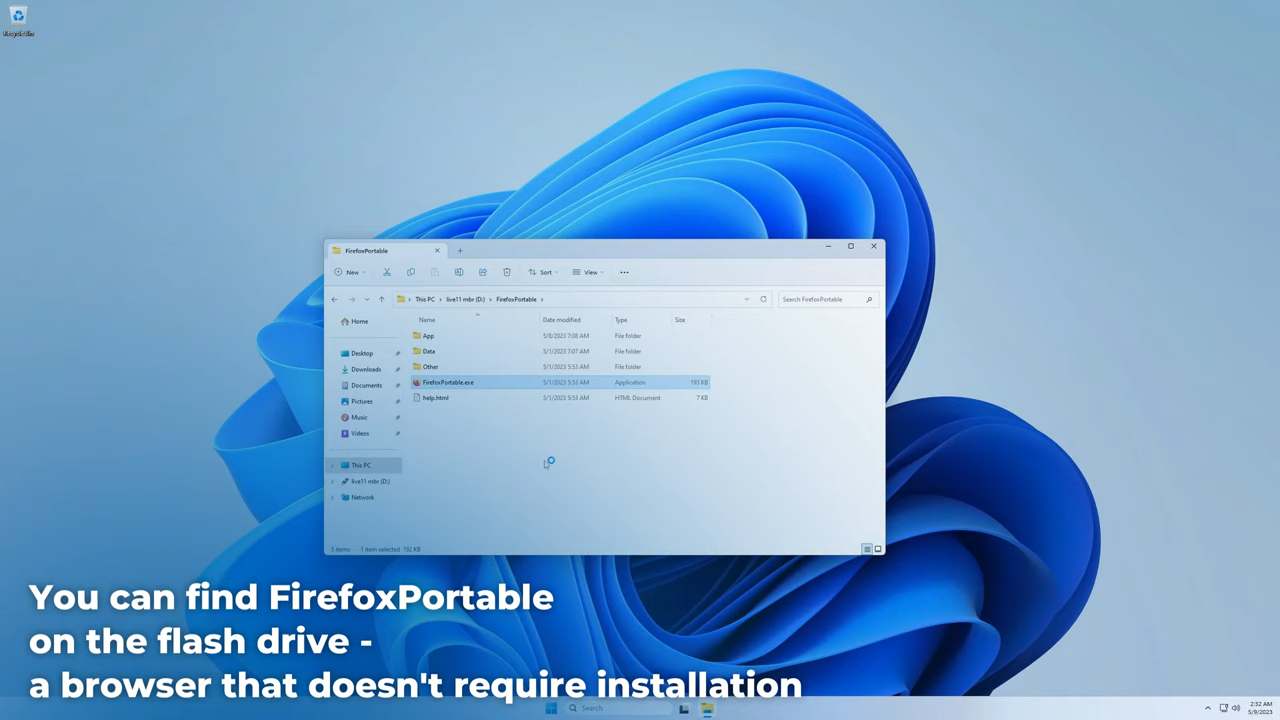 Recycle Bin
FirefoxPortable
New
Sort
View
This PC > live11 mbr (D:) > FirefoxPortable >
Search FirefoxPortable
Name Date modified Type Size
Home
Desktop
Downloads
Documents
Pictures
Music
Videos
This PC
live11 mbr (D:)
Network
App 5/8/2023 7:08 AM File folder
Data 5/1/2023 7:07 AM File folder
Other 5/1/2023 5:53 AM File folder
FirefoxPortable.exe 5/1/2023 5:53 AM Application 193 KB
help.html 5/1/2023 5:53 AM HTML Document 7 KB
5 items 1 item selected 192 KB
You can find FirefoxPortable
on the flash drive -
a browser that doesn't require installation
Search
2:32 AM
5/9/2023